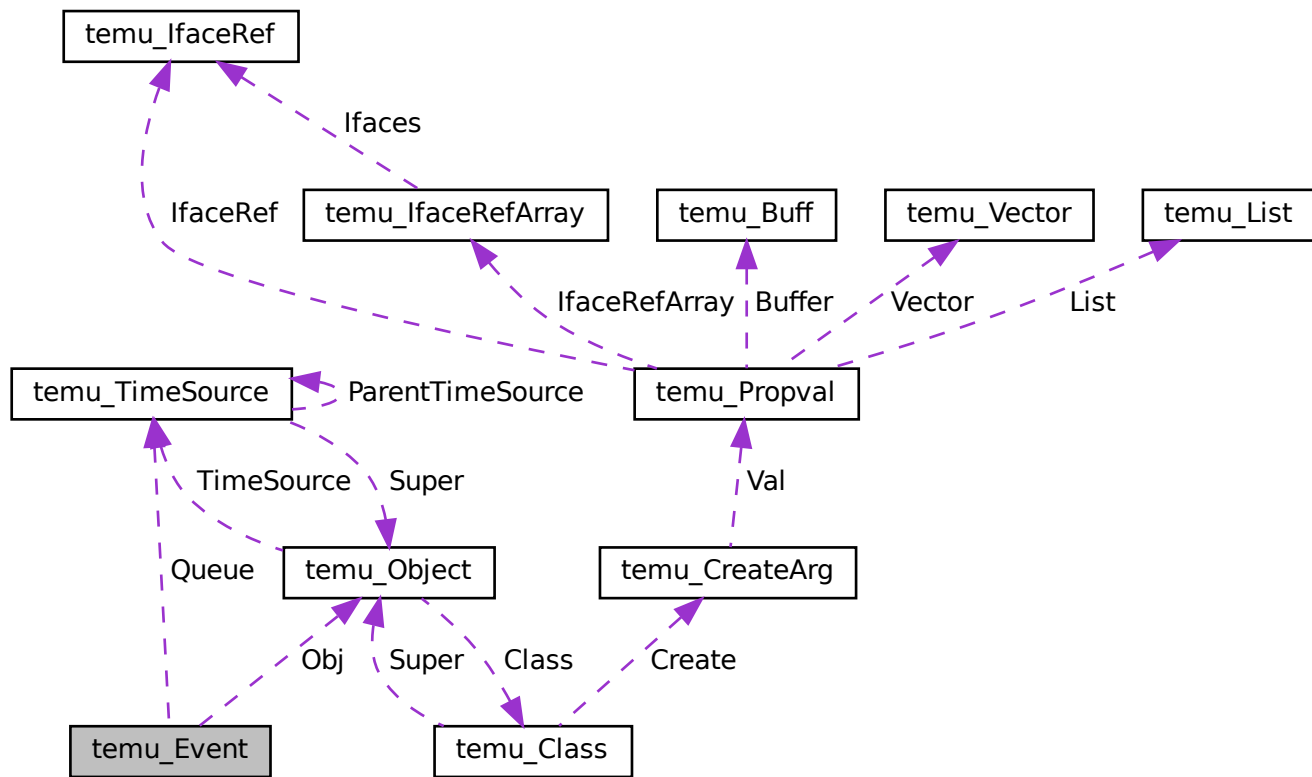 temu_IfaceRef
Ifaces
IfaceRef
temu_IfaceRefArray
temu_Buff
temu_Vector
temu_List
IfaceRefArray
Buffer
Vector
List
temu_TimeSource
ParentTimeSource
temu_Propval
TimeSource
Super
Val
Queue
temu_Object
temu_CreateArg
Obj
Super
Class
Create
temu_Event
temu_Class